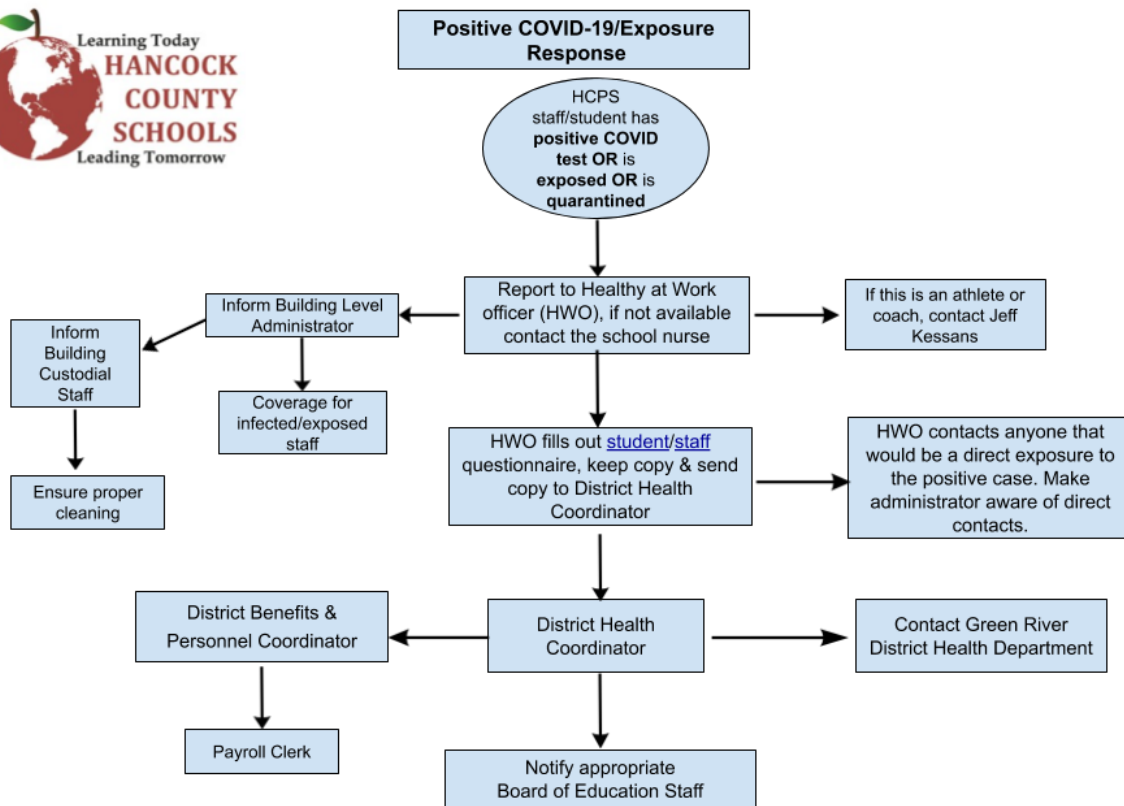 Learning Today
HANCOCK
COUNTY
SCHOOLS
Leading Tomorrow
Positive COVID-19/Exposure
Response
HCPS
staff/student has
positive COVID
test OR is
exposed OR is
quarantined
Report to Healthy at Work
officer (HWO), if not available
contact the school nurse
Inform Building Level
Administrator
If this is an athlete or
coach, contact Jeff
Kessans
Inform
Building
Custodial
Staff
Coverage for
infected/exposed
staff
Ensure proper
cleaning
HWO fills out student/staff
questionnaire, keep copy & send
copy to District Health
Coordinator
HWO contacts anyone that
would be a direct exposure to
the positive case. Make
administrator aware of direct
contacts.
District Benefits &
Personnel Coordinator
District Health
Coordinator
Contact Green River
District Health Department
Payroll Clerk
Notify appropriate
Board of Education Staff